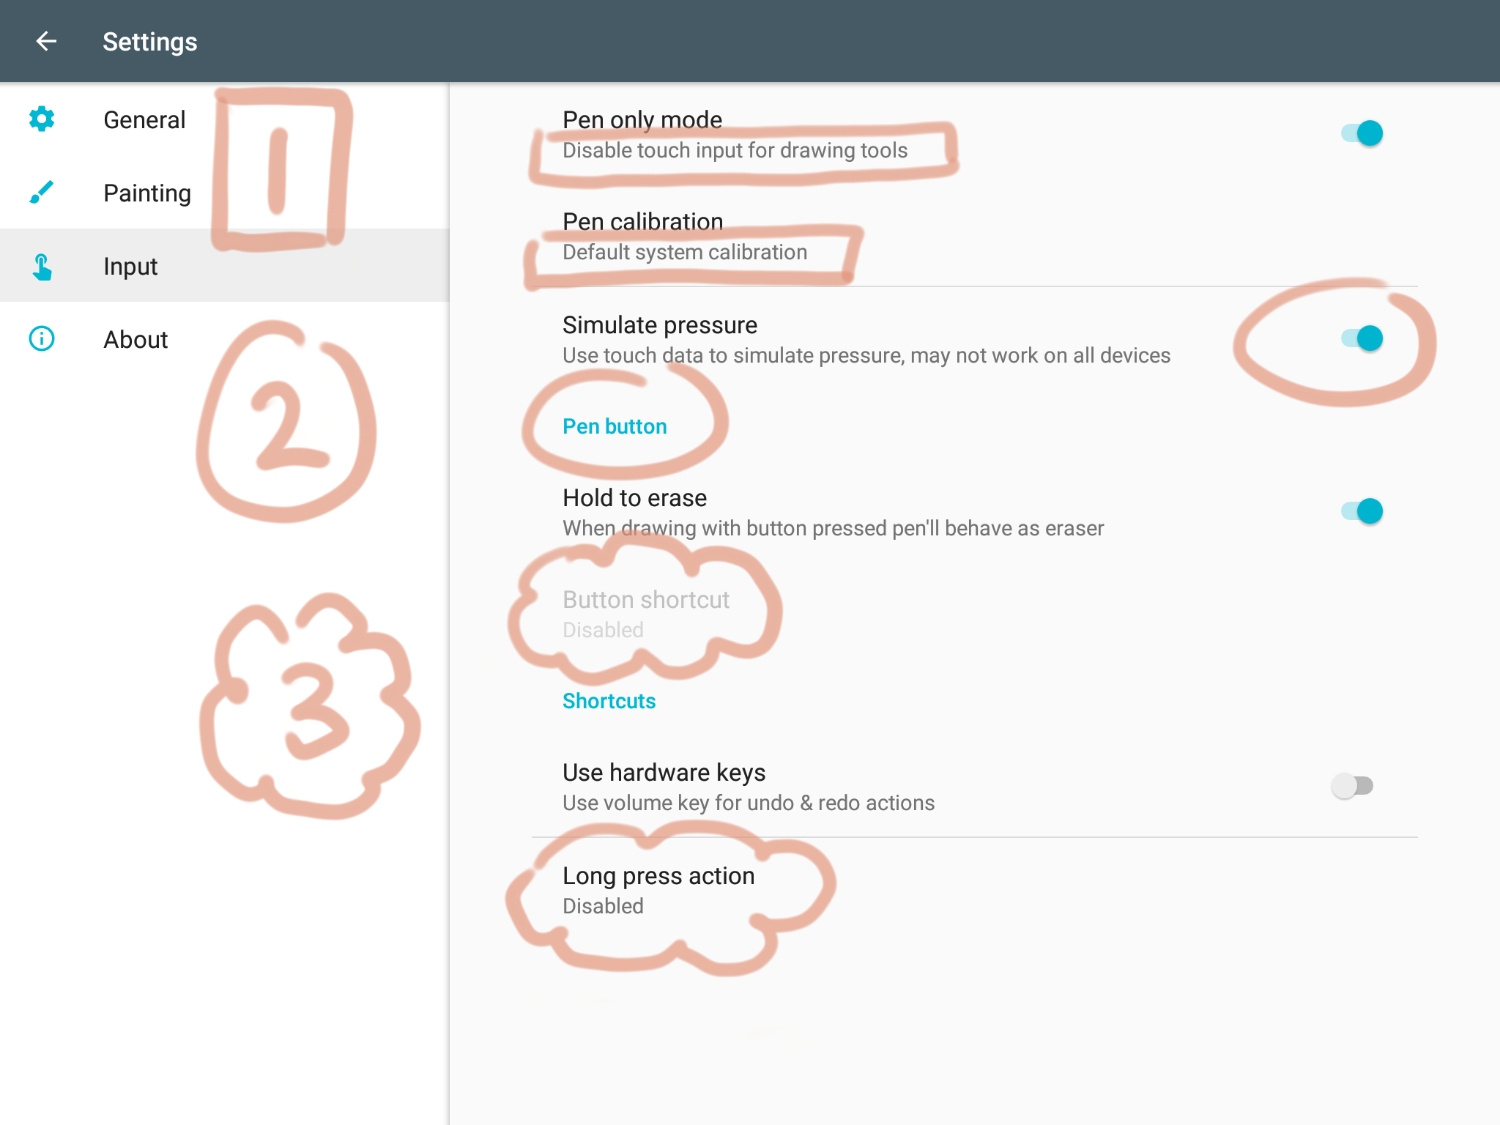 Settings
General
Painting
Input
About
1
2
3
Pen only mode
Disable touch input for drawing tools
Pen calibration
Default system calibration
Simulate pressure
Use touch data to simulate pressure, may not work on all devices
Pen button
Hold to erase
When drawing with button pressed pen'll behave as eraser
Button shortcut
Disabled
Shortcuts
Use hardware keys
Use volume key for undo & redo actions
Long press action
Disabled